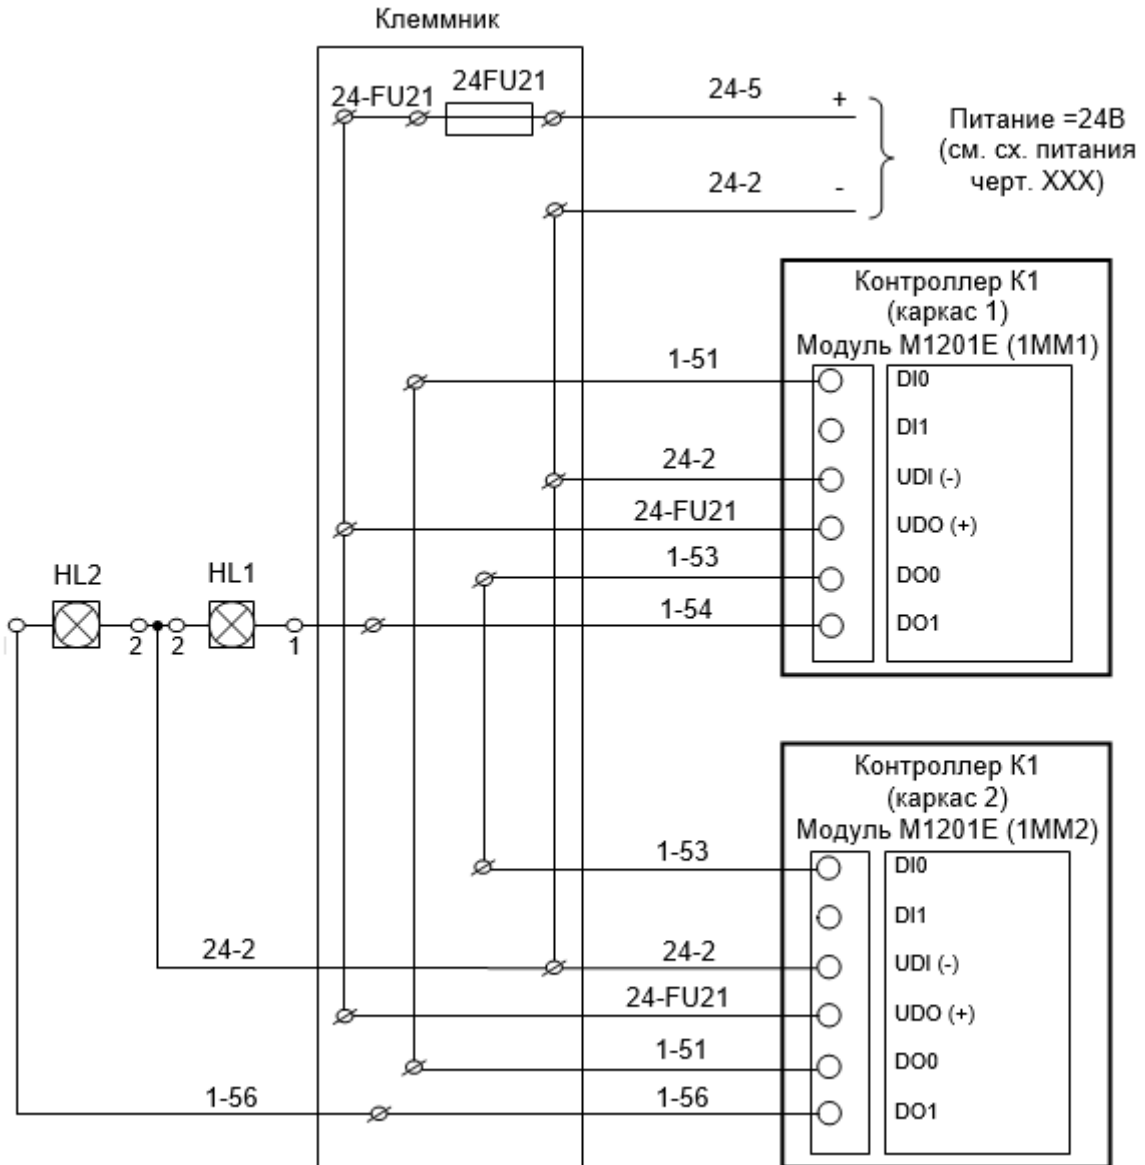 Клеммник
24-FU21
24FU21
24-5
+
24-2
-
Питание =24В
(см. сх. питания
черт. XXX)
Контроллер К1
(каркас 1)
Модуль М1201Е (1ММ1)
1-51
DI0
DI1
24-2
UDI (-)
24-FU21
UDO (+)
1-53
DO0
HL2
HL1
1-54
DO1
2
2
1
Контроллер К1
(каркас 2)
Модуль М1201Е (1ММ2)
1-53
DI0
DI1
24-2
24-2
UDI (-)
24-FU21
UDO (+)
1-51
DO0
1-56
1-56
DO1